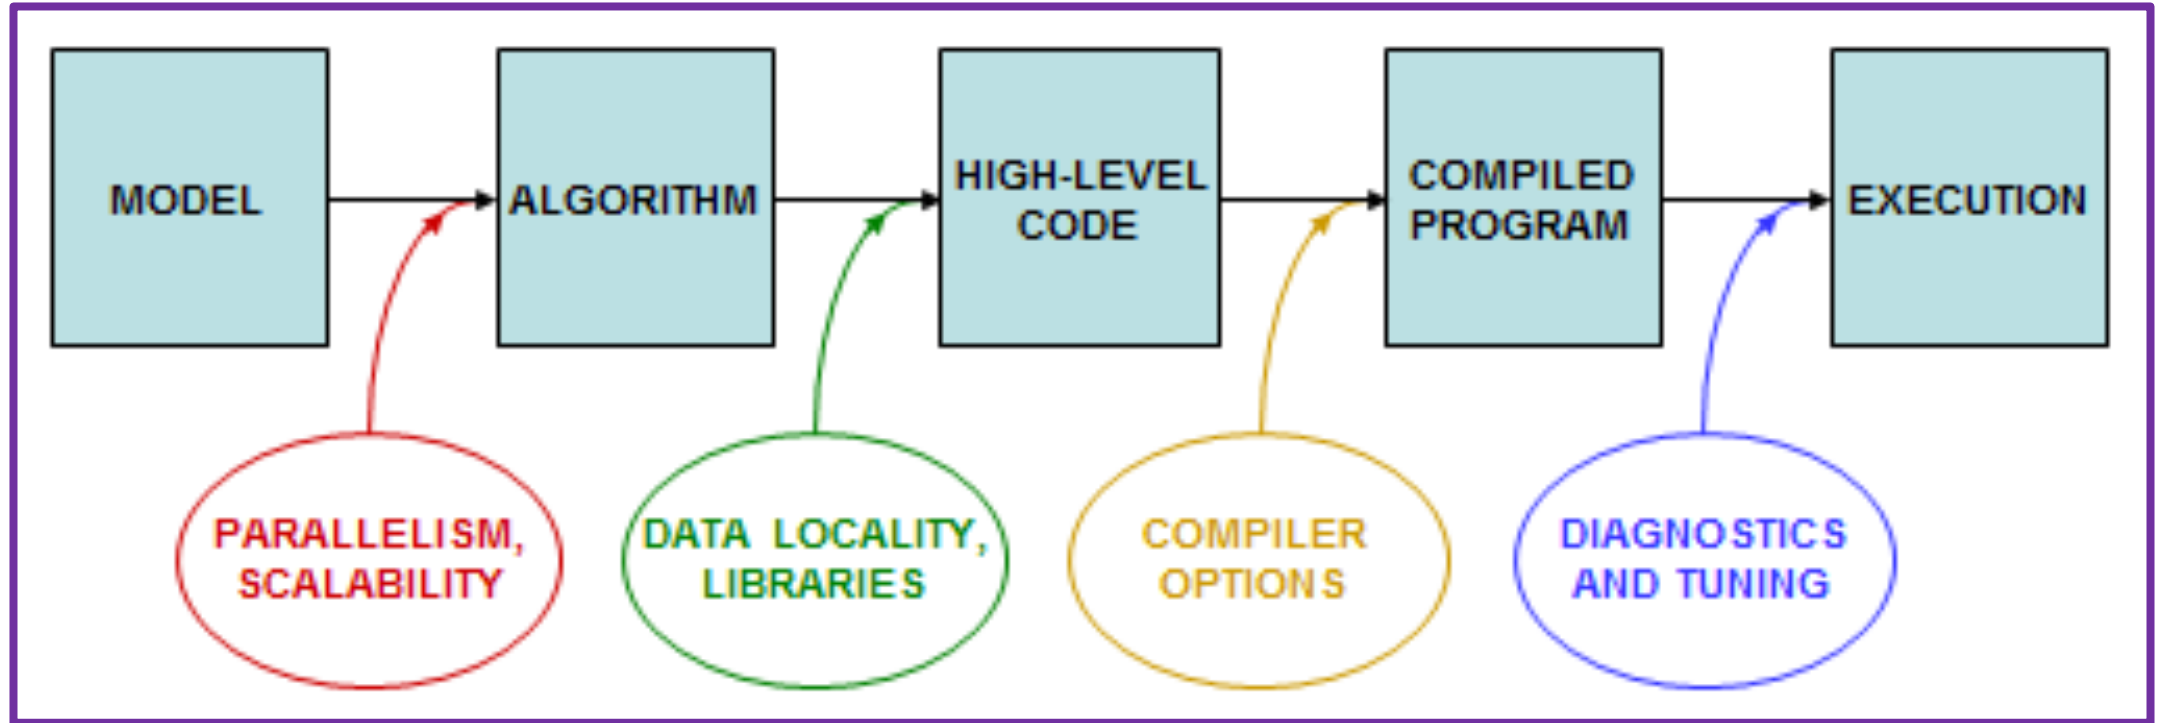 MODEL
ALGORITHM
HIGH-LEVEL
CODE
COMPILED
PROGRAM
EXECUTION
PARALLELISM,
SCALABILITY
DATA LOCALITY,
LIBRARIES
COMPILER
OPTIONS
DIAGNOSTICS
AND TUNING